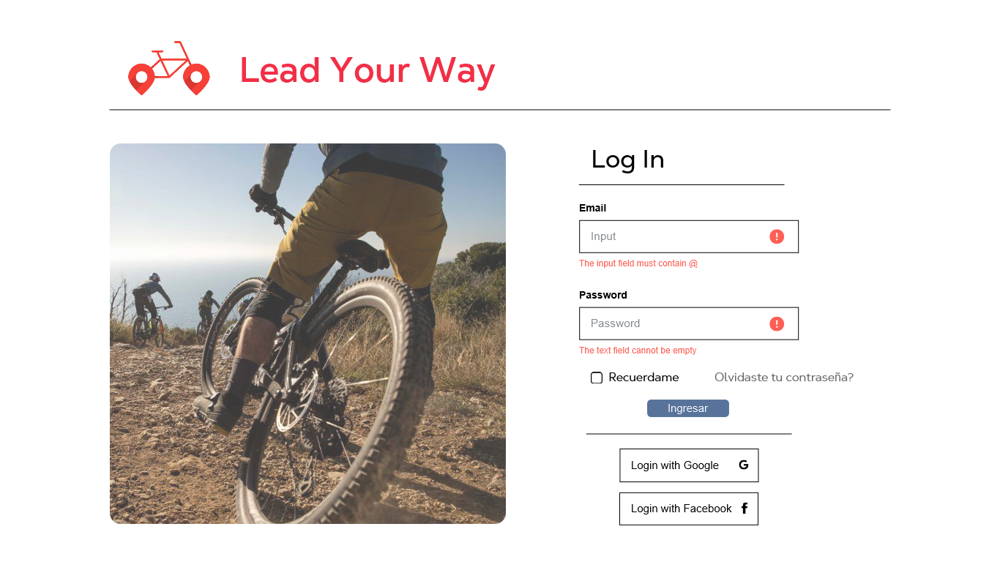 Lead Your Way
Log In
Email
Input
The input field must contain @
Password
Password
The text field cannot be empty
Recuerdame Olvidaste tu contraseña?
Ingresar
Login with Google G
Login with Facebook f